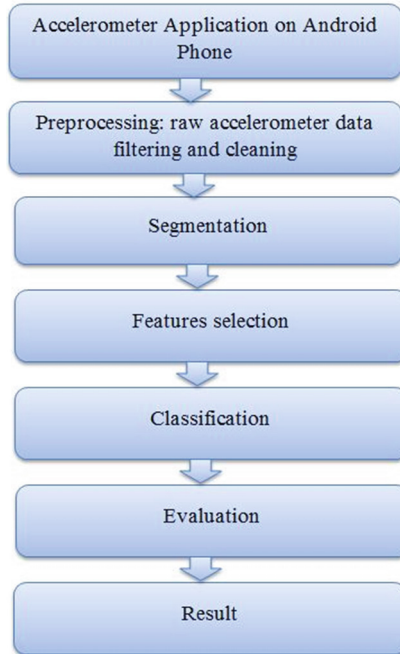 Accelerometer Application on Android
Phone
Preprocessing: raw accelerometer data
filtering and cleaning
Segmentation
Features selection
Classification
Evaluation
Result